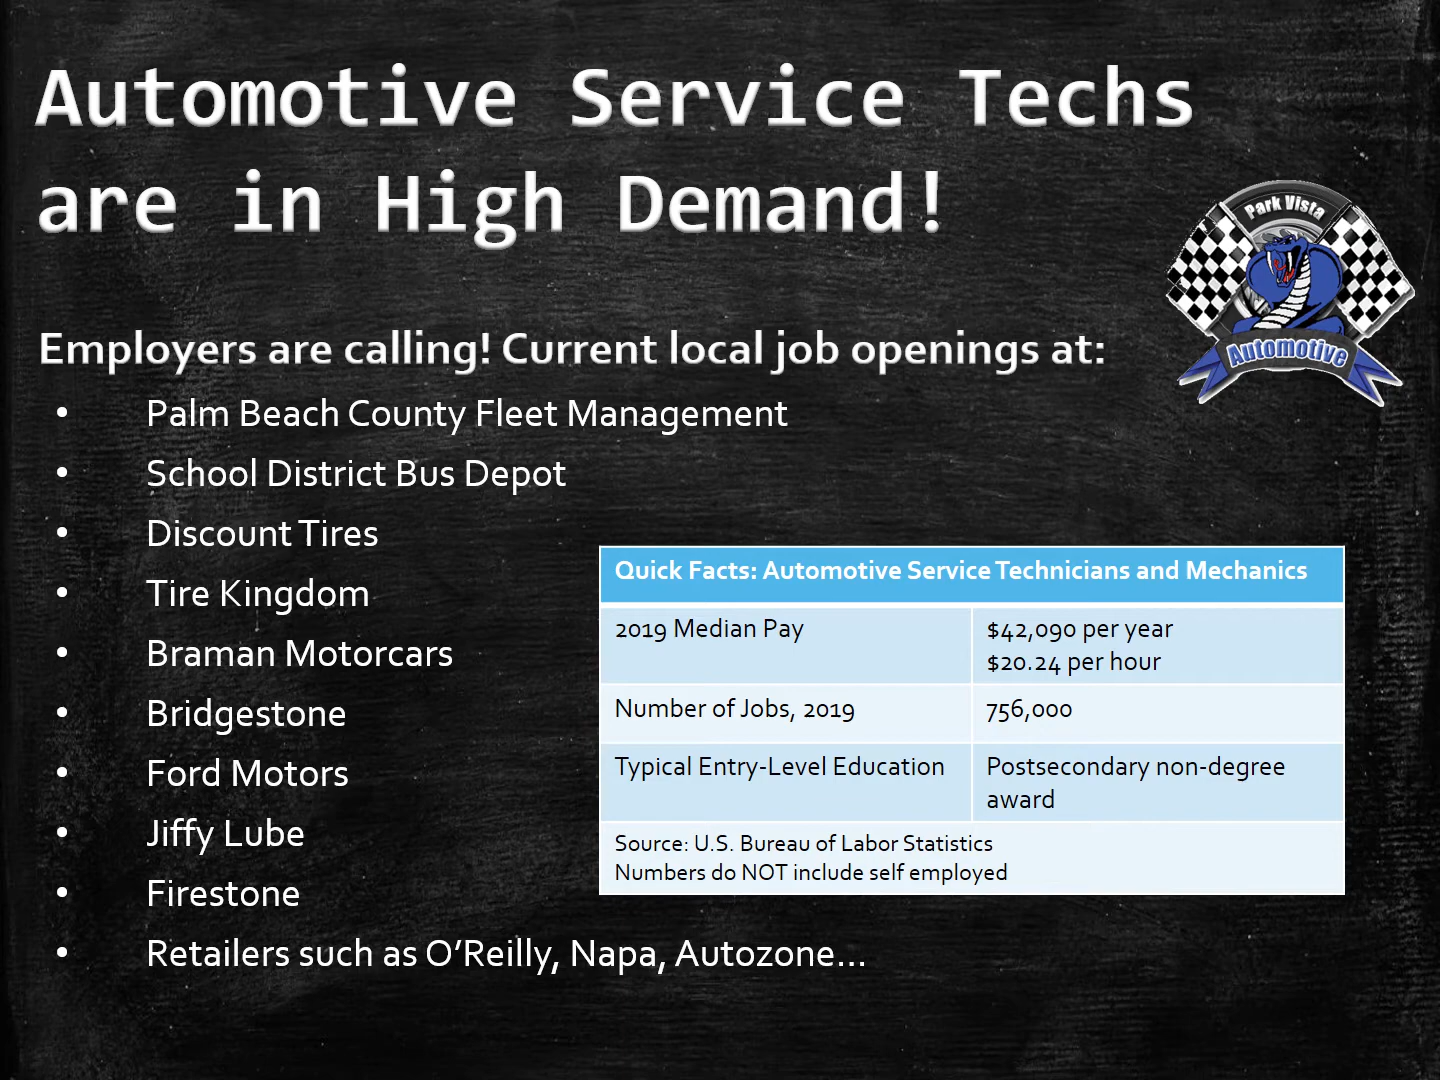 Automotive Service Techs
are in High Demand!
Park Vista
Automotive
Employers are calling! Current local job openings at:
• Palm Beach County Fleet Management
• School District Bus Depot
• Discount Tires
• Tire Kingdom
• Braman Motorcars
• Bridgestone
• Ford Motors
• Jiffy Lube
• Firestone
• Retailers such as O’Reilly, Napa, Autozone…
Quick Facts: Automotive Service Technicians and Mechanics
2019 Median Pay
$42,090 per year
$20.24 per hour
Number of Jobs, 2019
756,000
Typical Entry-Level Education
Postsecondary non-degree
award
Source: U.S. Bureau of Labor Statistics
Numbers do NOT include self employed